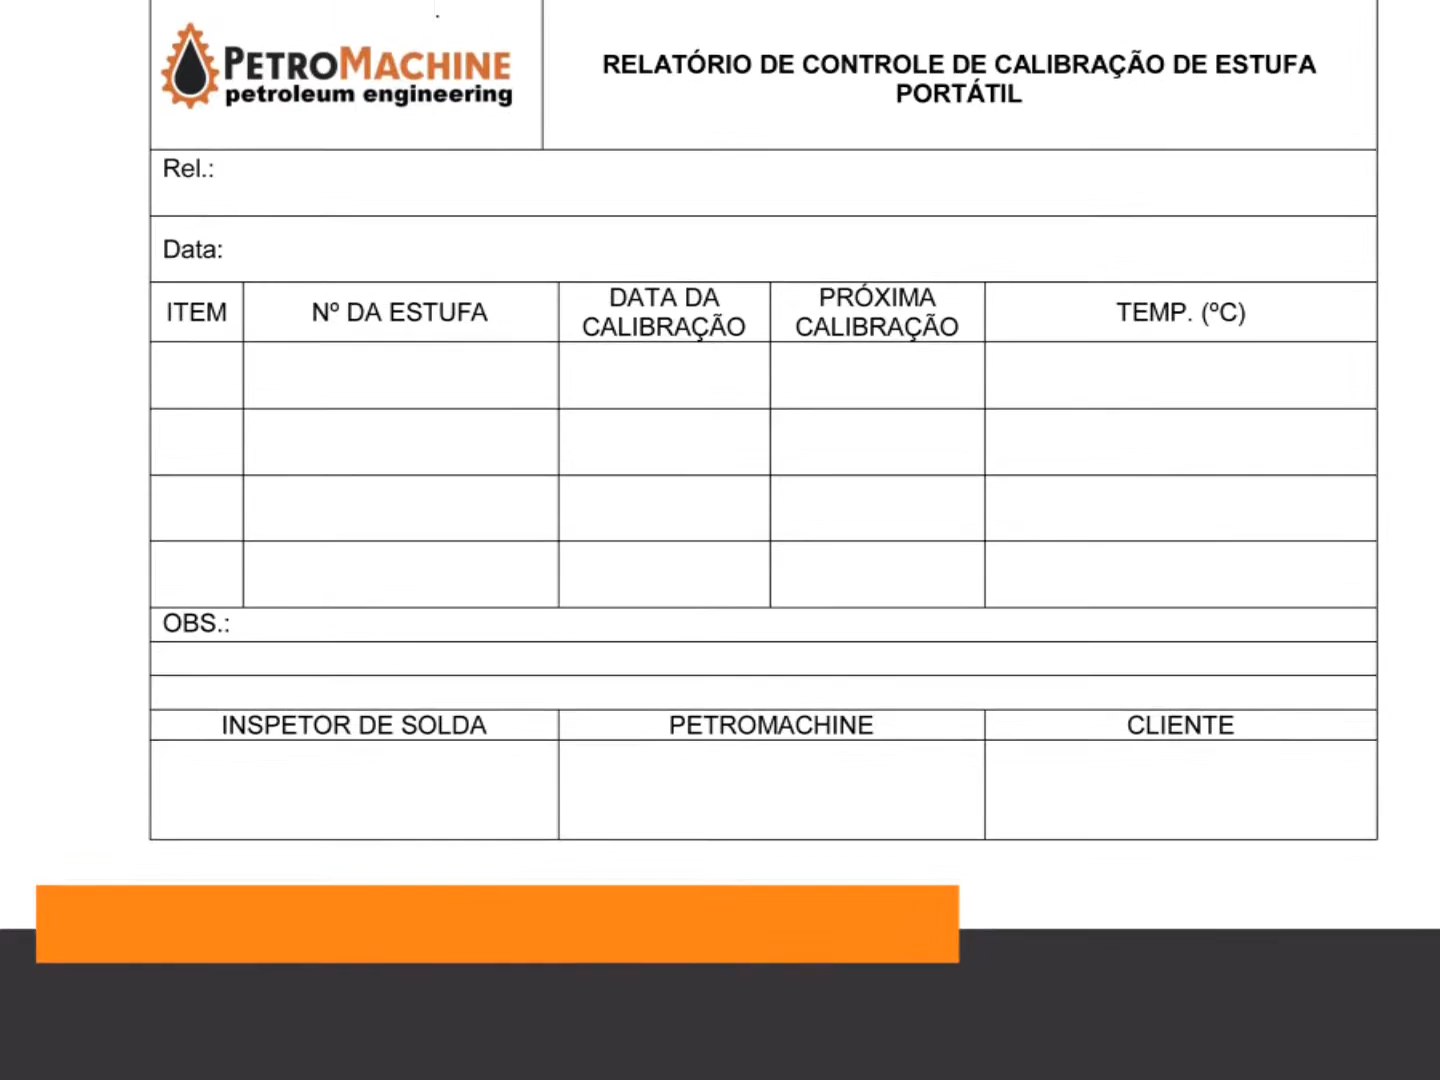 PETROMACHINE
petroleum engineering
RELATÓRIO DE CONTROLE DE CALIBRAÇÃO DE ESTUFA
PORTÁTIL
Rel.:
Data:
ITEM
Nº DA ESTUFA
DATA DA
CALIBRAÇÃO
PRÓXIMA
CALIBRAÇÃO
TEMP. (ºC)
OBS.:
INSPETOR DE SOLDA
PETROMACHINE
CLIENTE